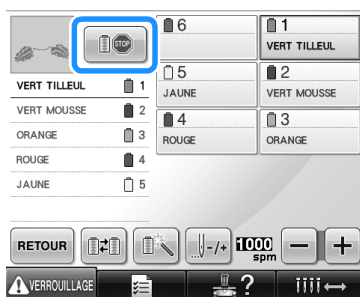 STOP
VERT TILLEUL 1
VERT MOUSSE 2
ORANGE 3
ROUGE 4
JAUNE 5
6
1
VERT TILLEUL
5
JAUNE
2
VERT MOUSSE
4
ROUGE
3
ORANGE
RETOUR
-/+
1000
spm
− +
VERROUILLAGE
?